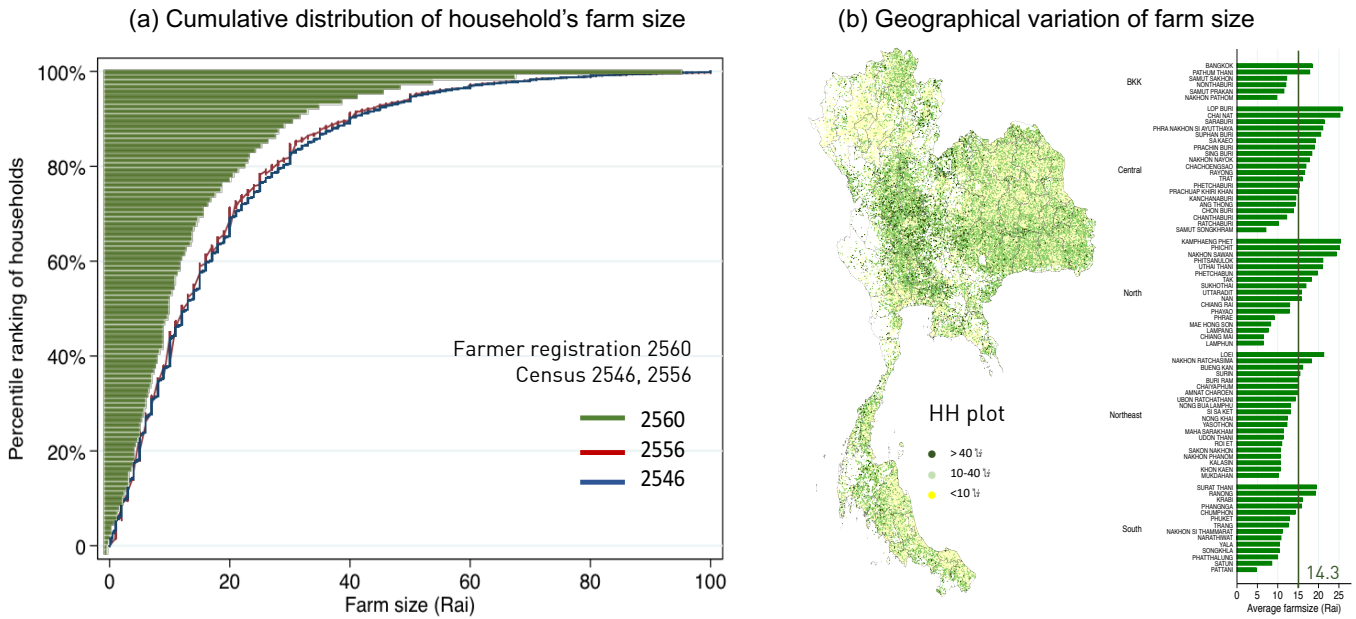 (a) Cumulative distribution of household's farm size
Percentile ranking of households
100%
80%
60%
40%
20%
0
0
20
40
60
80
100
Farm size (Rai)
Farmer registration 2560
Census 2546, 2556
2560
2556
2546
(b) Geographical variation of farm size
HH plot
> 40 ไร่
10-40 ไร่
<10 ไร่
BKK
BANGKOK
PATHUM THANI
SAMUT SAKHON
NONTHABURI
SAMUT PRAKAN
NAKHON PATHOM
Central
LOP BURI
CHAI NAT
SARABURI
PHRA NAKHON SI AYUTTHAYA
SUPHAN BURI
SA KAEO
PRACHIN BURI
SING BURI
NAKHON NAYOK
CHACHOENGSAO
RAYONG
TRAT
PHETCHABURI
PRACHUAP KHIRI KHAN
KANCHANABURI
ANG THONG
CHON BURI
CHANTHABURI
RATCHABURI
SAMUT SONGKHRAM
North
KAMPHAENG PHET
PHICHIT
NAKHON SAWAN
PHITSANULOK
UTHAI THANI
PHETCHABUN
TAK
SUKHOTHAI
UTTARADIT
NAN
CHIANG RAI
PHAYAO
PHRAE
MAE HONG SON
LAMPANG
CHIANG MAI
LAMPHUN
Northeast
LOEI
NAKHON RATCHASIMA
BUENG KAN
SURIN
BURI RAM
CHAIYAPHUM
AMNAT CHAROEN
UBON RATCHATHANI
NONG BUA LAMPHU
SI SA KET
NONG KHAI
YASOTHON
MAHA SARAKHAM
UDON THANI
ROI ET
SAKON NAKHON
NAKHON PHANOM
KALASIN
KHON KAEN
MUKDAHAN
South
SURAT THANI
RANONG
KRABI
PHANGNGA
CHUMPHON
PHUKET
TRANG
NAKHON SI THAMMARAT
NARATHIWAT
YALA
SONGKHLA
PHATTHALUNG
SATUN
PATTANI
14.3
0
5
10
15
20
25
Average farmsize (Rai)